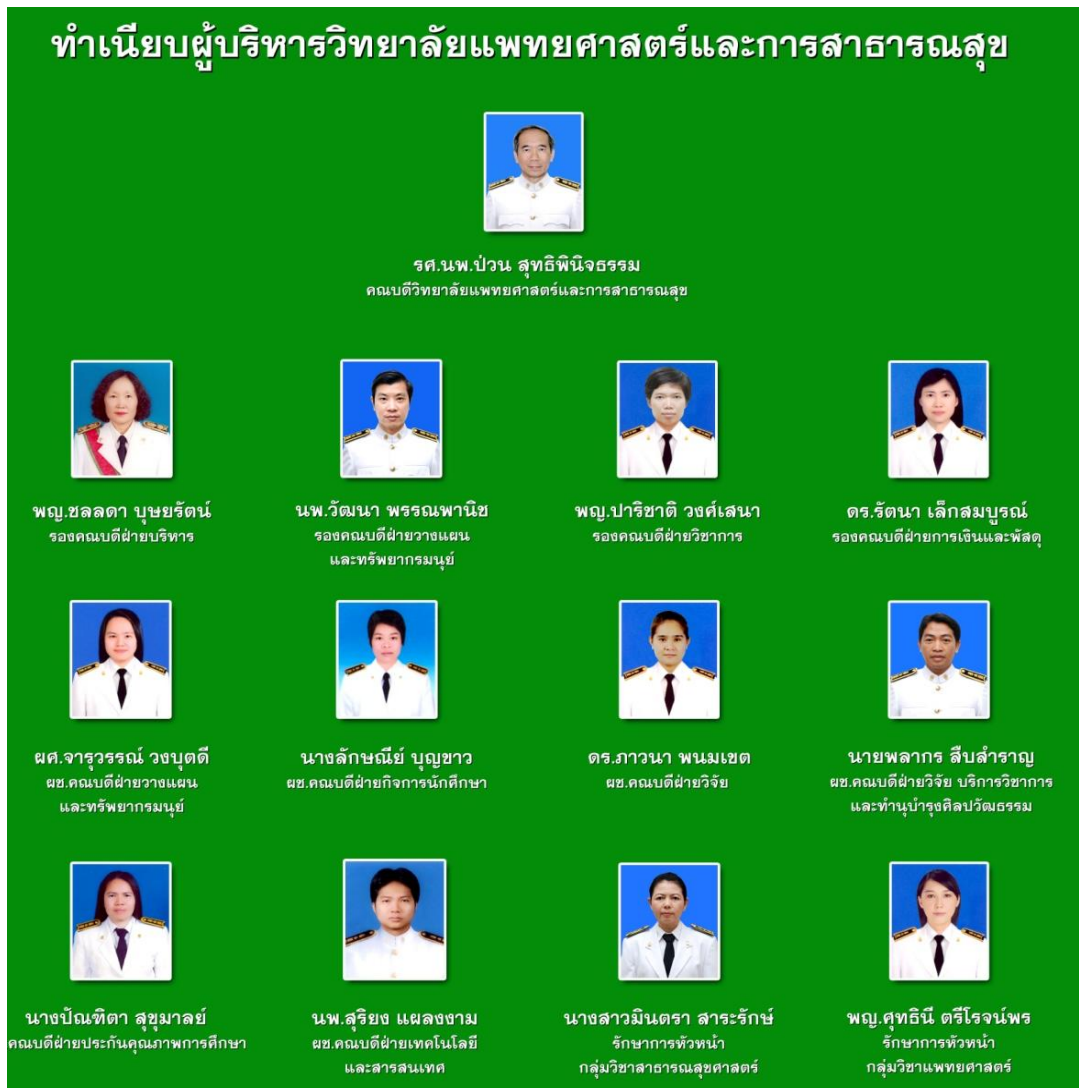 ทำเนียบผู้บริหารวิทยาลัยแพทยศาสตร์และการสาธารณสุข
รศ.นพ.ป่วน สุทธิพินิจธรรม
คณบดีวิทยาลัยแพทยศาสตร์และการสาธารณสุข
พญ.ชลลดา บุษยรัตน์
รองคณบดีฝ่ายบริหาร
นพ.วัฒนา พรรณพานิช
รองคณบดีฝ่ายวางแผน
และทรัพยากรมนุย์
พญ.ปาริชาติ วงศ์เสนา
รองคณบดีฝ่ายวิชาการ
ดร.รัตนา เล็กสมบูรณ์
รองคณบดีฝ่ายการเงินและพัสดุ
ผศ.จารุวรรณ์ วงบุตดี
ผช.คณบดีฝ่ายวางแผน
และทรัพยากรมนุย์
นางลักษณีย์ บุญขาว
ผช.คณบดีฝ่ายกิจการนักศึกษา
ดร.ภาวนา พนมเขต
ผช.คณบดีฝ่ายวิจัย
นายพลากร สืบสำราญ
ผช.คณบดีฝ่ายวิจัย บริการวิชาการ
และทำนุบำรุงศิลปวัฒธรรม
นางปัณฑิตา สุขุมาลย์
คณบดีฝ่ายประกันคุณภาพการศึกษา
นพ.สุริยง แผลงงาม
ผช.คณบดีฝ่ายเทคโนโลยี
และสารสนเทศ
นางสาวมินตรา สาระรักษ์
รักษาการหัวหน้า
กลุ่มวิชาสาธารณสุขศาสตร์
พญ.ศุทธินี ตรีโรจน์พร
รักษาการหัวหน้า
กลุ่มวิชาแพทยศาสตร์